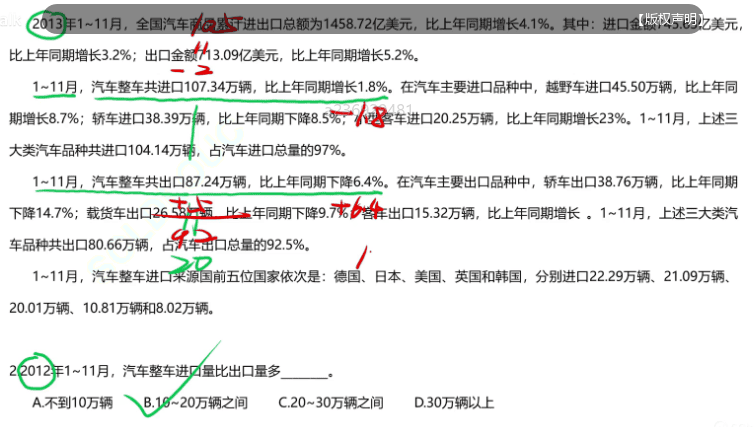 【版权声明】
2013年1~11月，全国汽车商品累计进出口总额为1458.72亿美元，比上年同期增长4.1%。其中：进口金额745.63亿美元，
比上年同期增长3.2%；出口金额713.09亿美元，比上年同期增长5.2%。
1~11月，汽车整车共进口107.34万辆，比上年同期增长1.8%。在汽车主要进口品种中，越野车进口45.50万辆，比上年同
期增长8.7%；轿车进口38.39万辆，比上年同期下降8.5%；小型客车进口20.25万辆，比上年同期增长23%。1~11月，上述三
大类汽车品种共进口104.14万辆，占汽车进口总量的97%。
1~11月，汽车整车共出口87.24万辆，比上年同期下降6.4%。在汽车主要出口品种中，轿车出口38.76万辆，比上年同期
下降14.7%；载货车出口26.58万辆，比上年同期下降9.7%；客车出口15.32万辆，比上年同期增长 。1~11月，上述三大类汽
车品种共出口80.66万辆，占汽车出口总量的92.5%。
1~11月，汽车整车进口来源国前五位国家依次是：德国、日本、美国、英国和韩国，分别进口22.29万辆、21.09万辆、
20.01万辆、10.81万辆和8.02万辆。
2.2012年1~11月，汽车整车进口量比出口量多______。
A.不到10万辆 B.10~20万辆之间 C.20~30万辆之间 D.30万辆以上
105
- 2
-1.8
+5
+6.4
92
20